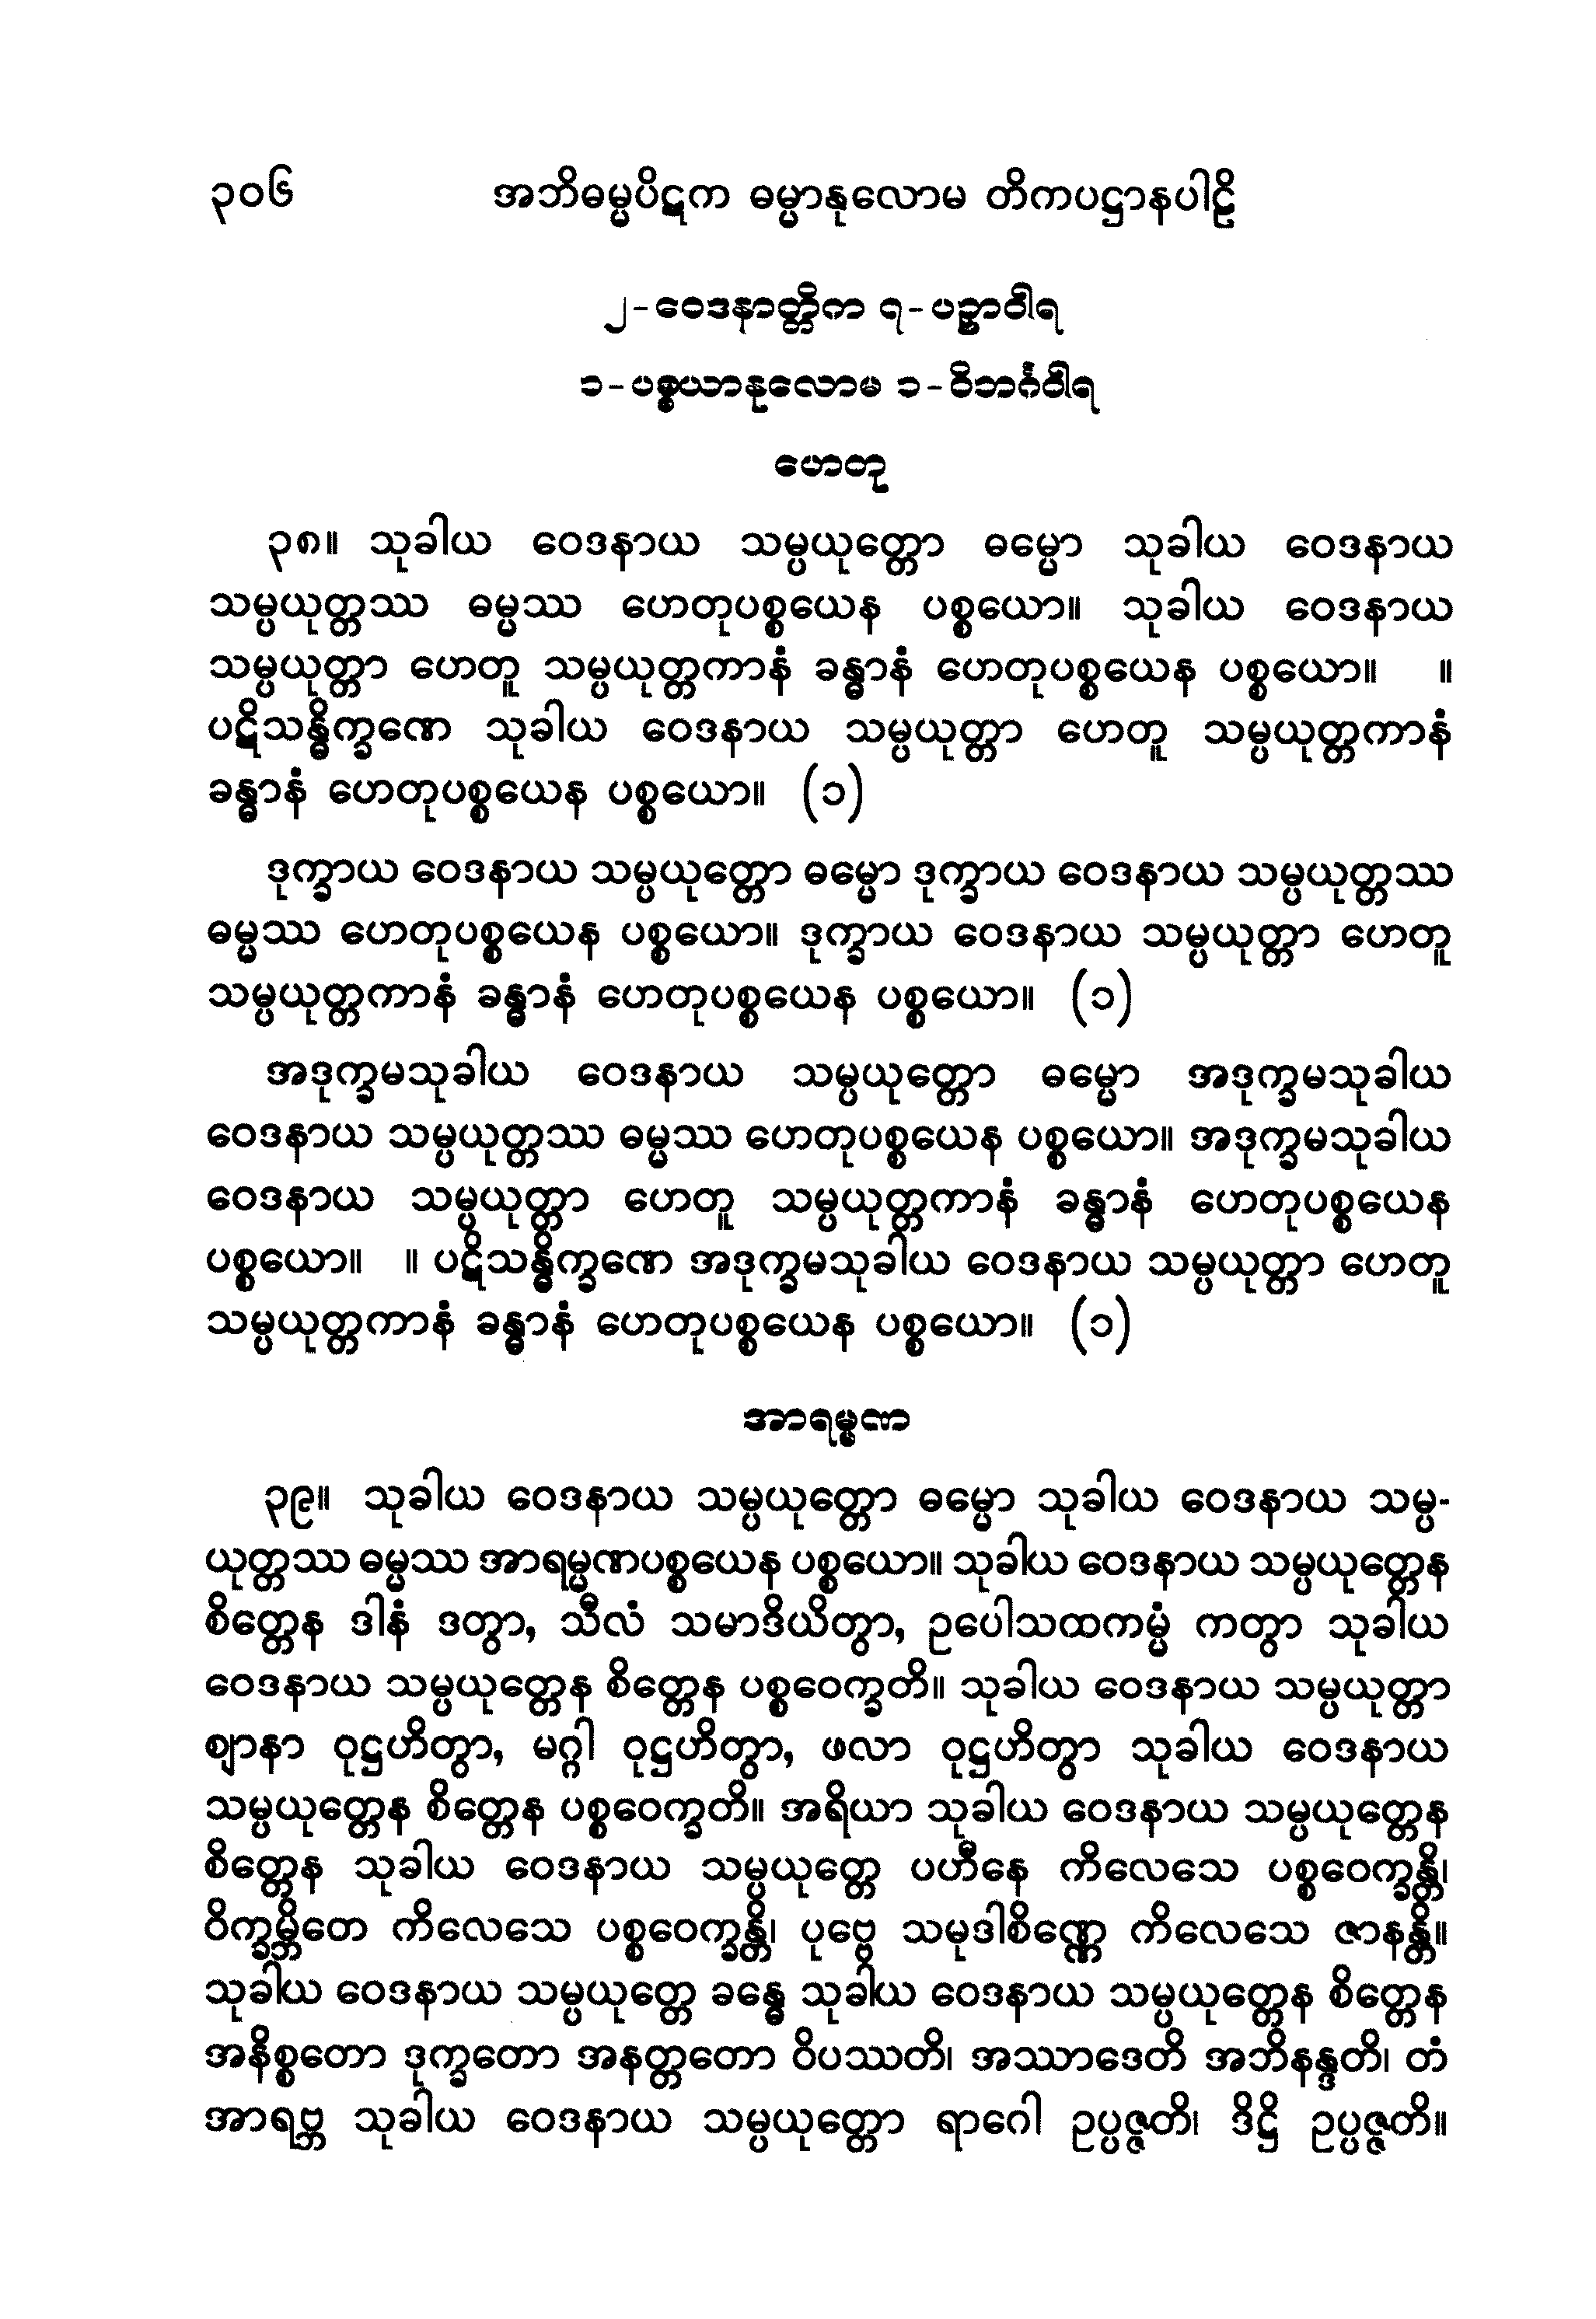 ၃၀၆ အဘိဓမ္မပိဋက ဓမ္မာနုလောမ တိကပဋ္ဌာနပါဠိ
၂-ဝေဒနာတ္တိက ၇-ပဉှာဝါရ
၁-ပစ္စယာနုလောမ ၁-ဝိဘင်္ဂဝါရ
ဟေတု
၃၈။ သုခါယ ဝေဒနာယ သမ္ပယုတ္တော ဓမ္မော သုခါယ ဝေဒနာယ
သမ္ပယုတ္တဿ ဓမ္မဿ ဟေတုပစ္စယေန ပစ္စယော။ သုခါယ ဝေဒနာယ
သမ္ပယုတ္တာ ဟေတူ သမ္ပယုတ္တကာနံ ခန္ဓာနံ ဟေတုပစ္စယေန ပစ္စယော။ ။
ပဋိသန္ဓိက္ခဏေ သုခါယ ဝေဒနာယ သမ္ပယုတ္တာ ဟေတူ သမ္ပယုတ္တကာနံ
ခန္ဓာနံ ဟေတုပစ္စယေန ပစ္စယော။ (၁)
ဒုက္ခာယ ဝေဒနာယ သမ္ပယုတ္တော ဓမ္မော ဒုက္ခာယ ဝေဒနာယ သမ္ပယုတ္တဿ
ဓမ္မဿ ဟေတုပစ္စယေန ပစ္စယော။ ဒုက္ခာယ ဝေဒနာယ သမ္ပယုတ္တာ ဟေတူ
သမ္ပယုတ္တကာနံ ခန္ဓာနံ ဟေတုပစ္စယေန ပစ္စယော။ (၁)
အဒုက္ခမသုခါယ ဝေဒနာယ သမ္ပယုတ္တော ဓမ္မော အဒုက္ခမသုခါယ
ဝေဒနာယ သမ္ပယုတ္တဿ ဓမ္မဿ ဟေတုပစ္စယေန ပစ္စယော။ အဒုက္ခမသုခါယ
ဝေဒနာယ သမ္ပယုတ္တာ ဟေတူ သမ္ပယုတ္တကာနံ ခန္ဓာနံ ဟေတုပစ္စယေန
ပစ္စယော။ ။ ပဋိသန္ဓိက္ခဏေ အဒုက္ခမသုခါယ ဝေဒနာယ သမ္ပယုတ္တာ ဟေတူ
သမ္ပယုတ္တကာနံ ခန္ဓာနံ ဟေတုပစ္စယေန ပစ္စယော။ (၁)
အာရမ္မဏ
၃၉။ သုခါယ ဝေဒနာယ သမ္ပယုတ္တော ဓမ္မော သုခါယ ဝေဒနာယ သမ္ပ-
ယုတ္တဿ ဓမ္မဿ အာရမ္မဏပစ္စယေန ပစ္စယော။ သုခါယ ဝေဒနာယ သမ္ပယုတ္တေန
စိတ္တေန ဒါနံ ဒတွာ, သီလံ သမာဒိယိတွာ, ဥပေါသထကမ္မံ ကတွာ သုခါယ
ဝေဒနာယ သမ္ပယုတ္တေန စိတ္တေန ပစ္စဝေက္ခတိ။ သုခါယ ဝေဒနာယ သမ္ပယုတ္တာ
ဈာနာ ဝုဋ္ဌဟိတွာ, မဂ္ဂါ ဝုဋ္ဌဟိတွာ, ဖလာ ဝုဋ္ဌဟိတွာ သုခါယ ဝေဒနာယ
သမ္ပယုတ္တေန စိတ္တေန ပစ္စဝေက္ခတိ။ အရိယာ သုခါယ ဝေဒနာယ သမ္ပယုတ္တေန
စိတ္တေန သုခါယ ဝေဒနာယ သမ္ပယုတ္တေ ပဟီနေ ကိလေသေ ပစ္စဝေက္ခန္တိ၊
ဝိက္ခမ္ဘိတေ ကိလေသေ ပစ္စဝေက္ခန္တိ၊ ပုဗ္ဗေ သမုဒါစိဏ္ဏေ ကိလေသေ ဇာနန္တိ။
သုခါယ ဝေဒနာယ သမ္ပယုတ္တေ ခန္ဓေ သုခါယ ဝေဒနာယ သမ္ပယုတ္တေန စိတ္တေန
အနိစ္စတော ဒုက္ခတော အနတ္တတော ဝိပဿတိ၊ အဿာဒေတိ အဘိနန္ဒတိ၊ တံ
အာရဗ္ဘ သုခါယ ဝေဒနာယ သမ္ပယုတ္တော ရာဂေါ ဥပ္ပဇ္ဇတိ၊ ဒိဋ္ဌိ ဥပ္ပဇ္ဇတိ။